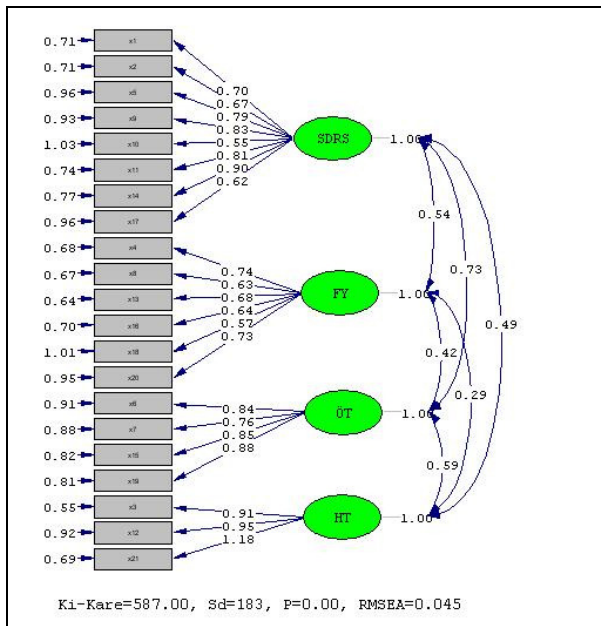 0.71 x1
0.71 x2
0.96 x5
0.93 x9
1.03 x10
0.74 x11
0.77 x14
0.96 x17
0.68 x4
0.67 x8
0.64 x13
0.70 x16
1.01 x18
0.95 x20
0.91 x6
0.88 x7
0.82 x15
0.81 x19
0.55 x3
0.92 x12
0.69 x21
0.70
0.67
0.79
0.83
0.55
0.81
0.90
0.62
0.74
0.63
0.68
0.64
0.57
0.73
0.84
0.76
0.85
0.88
0.91
0.95
1.18
SDRS 1.00
FY 1.00
ÖT 1.00
HT 1.00
0.54
0.73
0.49
0.42
0.29
0.59
Ki-Kare=587.00, Sd=183, P=0.00, RMSEA=0.045